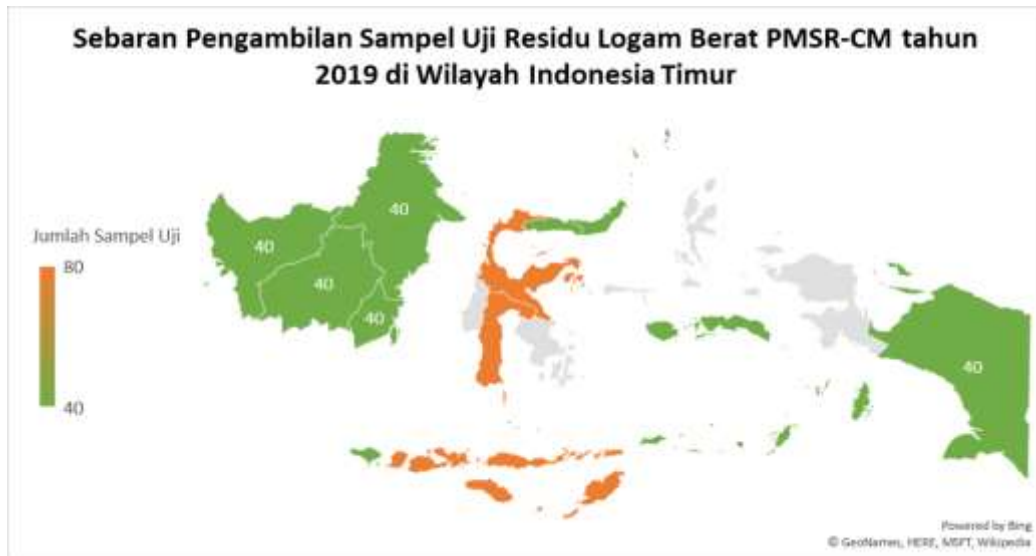 Sebaran Pengambilan Sampel Uji Residu Logam Berat PMSR-CM tahun
2019 di Wilayah Indonesia Timur
40
Jumlah Sampel Uji
40
80
40
40
40
40
Powered by Bing
© GeoNames, HERE, MSFT, Wikipedia